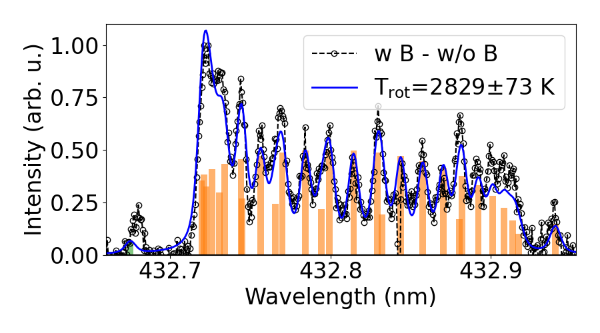 w B - w/o B
T_rot=2829±73 K
Intensity (arb. u.)
1.00
0.75
0.50
0.25
0.00
432.7 432.8 432.9
Wavelength (nm)